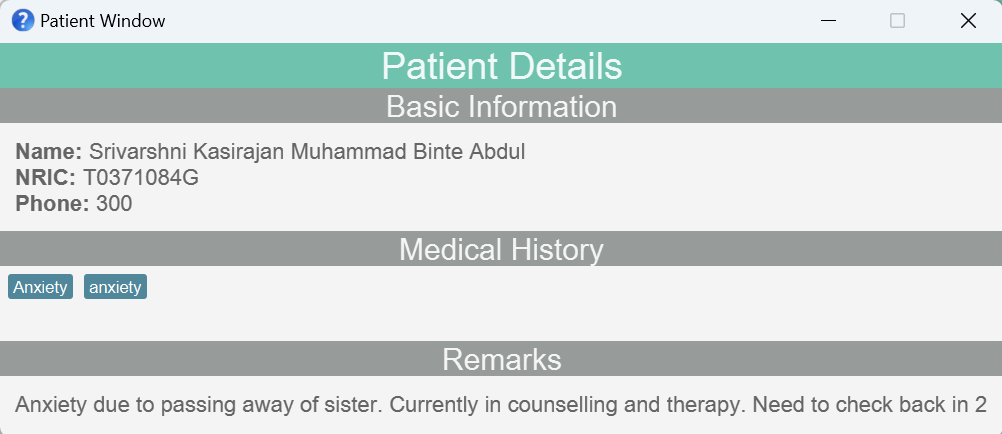 Patient Window
Patient Details
Basic Information
Name: Srivarshni Kasirajan Muhammad Binte Abdul
NRIC: T0371084G
Phone: 300
Medical History
Anxiety anxiety
Remarks
Anxiety due to passing away of sister. Currently in counselling and therapy. Need to check back in 2